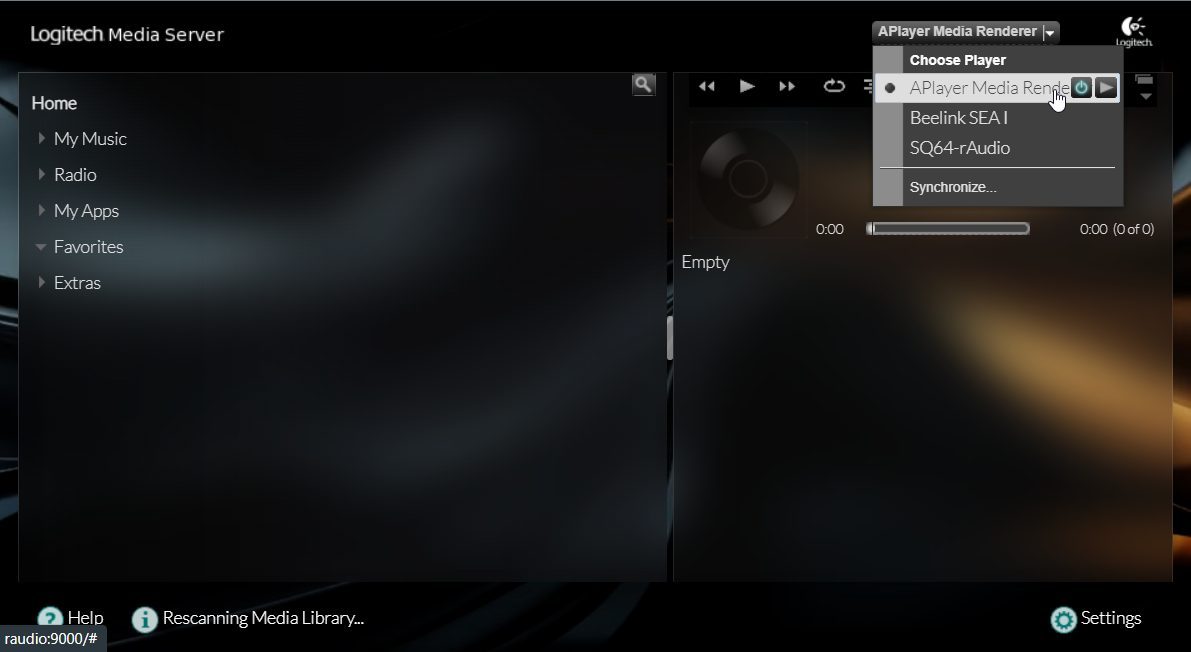 Logitech Media Server
APlayer Media Renderer
Logitech
Choose Player
APlayer Media Rende
Beelink SEA I
SQ64-rAudio
Synchronize...
Home
My Music
Radio
My Apps
Favorites
Extras
0:00
0:00 (0 of 0)
Empty
? Help
i Rescanning Media Library...
Settings
raudio:9000/#